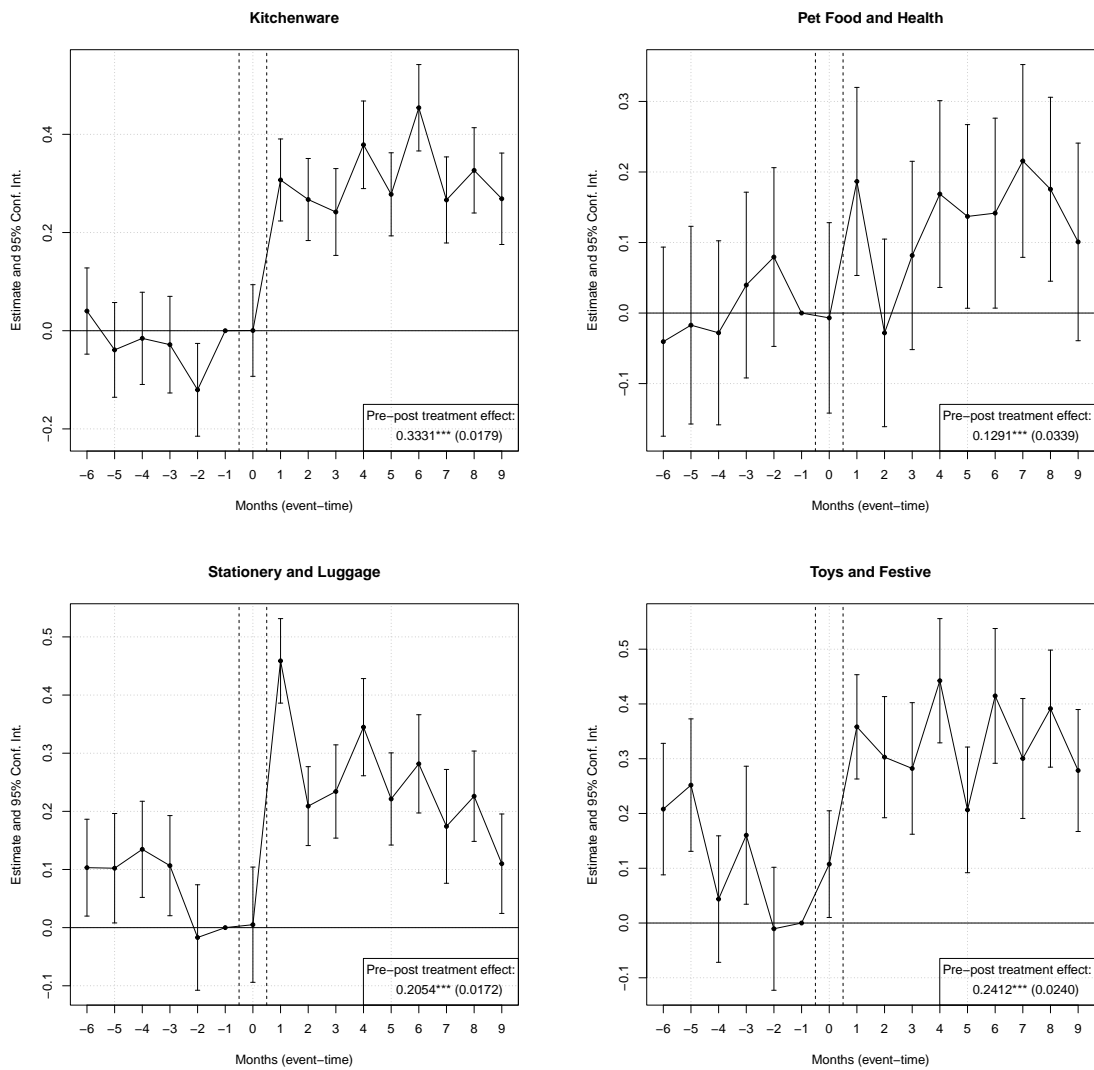 Kitchenware
Estimate and 95% Conf. Int.
0.4
0.2
0.0
−0.2
Pre−post treatment effect:
0.3331*** (0.0179)
−6 −5 −4 −3 −2 −1 0 1 2 3 4 5 6 7 8 9
Months (event−time)
Pet Food and Health
Estimate and 95% Conf. Int.
0.3
0.2
0.1
0.0
−0.1
Pre−post treatment effect:
0.1291*** (0.0339)
−6 −5 −4 −3 −2 −1 0 1 2 3 4 5 6 7 8 9
Months (event−time)
Stationery and Luggage
Estimate and 95% Conf. Int.
0.5
0.4
0.3
0.2
0.1
0.0
−0.1
Pre−post treatment effect:
0.2054*** (0.0172)
−6 −5 −4 −3 −2 −1 0 1 2 3 4 5 6 7 8 9
Months (event−time)
Toys and Festive
Estimate and 95% Conf. Int.
0.5
0.4
0.3
0.2
0.1
0.0
−0.1
Pre−post treatment effect:
0.2412*** (0.0240)
−6 −5 −4 −3 −2 −1 0 1 2 3 4 5 6 7 8 9
Months (event−time)